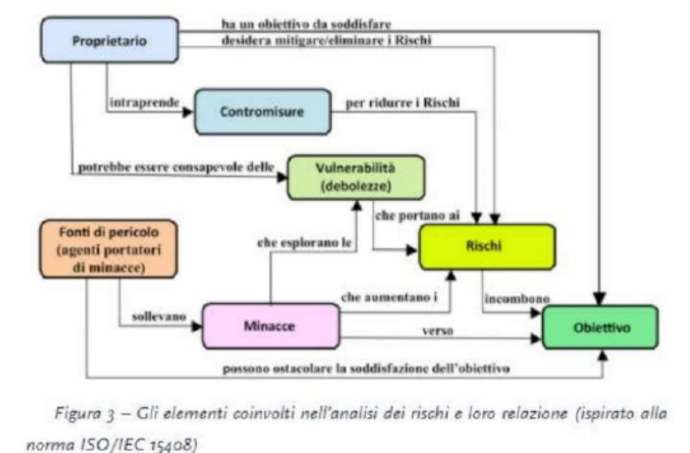 ha un obiettivo da soddisfare
Proprietario
desidera mitigare/eliminare i Rischi
intraprende
Contromisure
per ridurre i Rischi
potrebbe essere consapevole delle
Vulnerabilità
(debolezze)
che portano ai
Fonti di pericolo
(agenti portatori
di minacce)
che esplorano le
Rischi
che aumentano i
incombono
sollevano
Minacce
verso
Obiettivo
possono ostacolare la soddisfazione dell'obiettivo
Figura 3 – Gli elementi coinvolti nell'analisi dei rischi e loro relazione (ispirato alla
norma ISO/IEC 15408)